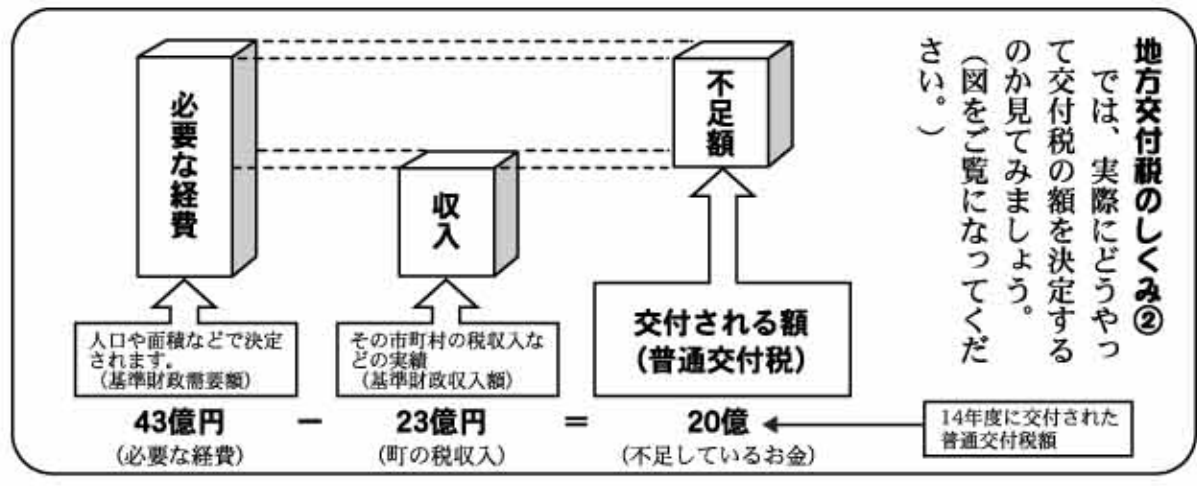 地方交付税のしくみ②
では、実際にどうやっ
て交付税の額を決定する
のか見てみましょう。
（図をご覧になってくだ
さい。）
必要な経費
収入
不足額
人口や面積などで決定
されます。
（基準財政需要額）
その市町村の税収入な
どの実績
（基準財政収入額）
交付される額
（普通交付税）
43億円 − 23億円 = 20億
（必要な経費） （町の税収入） （不足しているお金）
14年度に交付された
普通交付税額